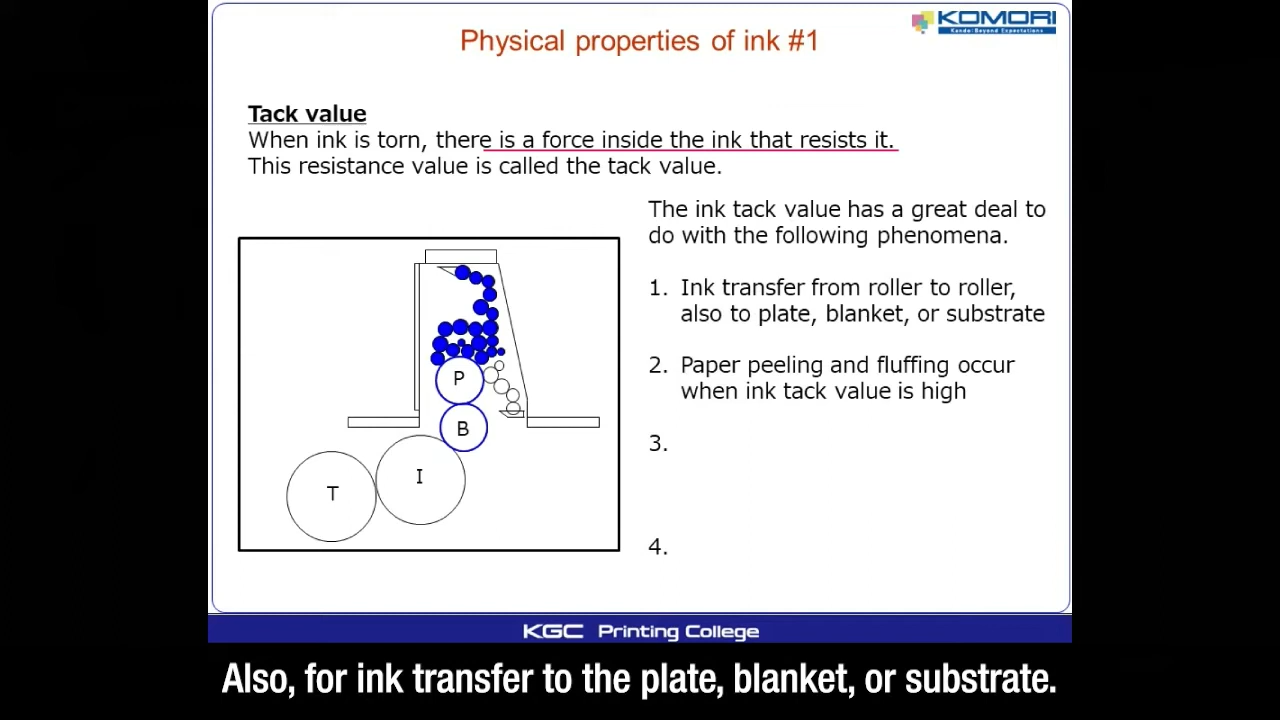 KOMORI
Kando: Beyond Expectations
Physical properties of ink #1
Tack value
When ink is torn, there is a force inside the ink that resists it.
This resistance value is called the tack value.
The ink tack value has a great deal to
do with the following phenomena.
1. Ink transfer from roller to roller,
also to plate, blanket, or substrate
2. Paper peeling and fluffing occur
when ink tack value is high
3.
4.
P
B
I
T
KGC Printing College
Also, for ink transfer to the plate, blanket, or substrate.